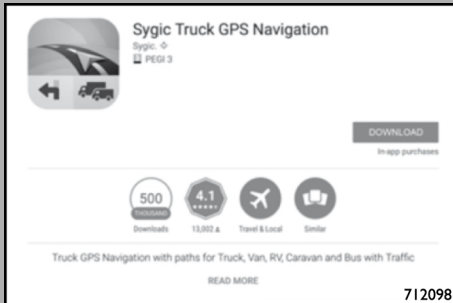 Sygic Truck GPS Navigation
Sygic.
PEGI 3
DOWNLOAD
In-app purchases
500
THOUSAND
4.1
Downloads
13,002
Travel & Local
Similar
Truck GPS Navigation with paths for Truck, Van, RV, Caravan and Bus with Traffic
READ MORE
712098